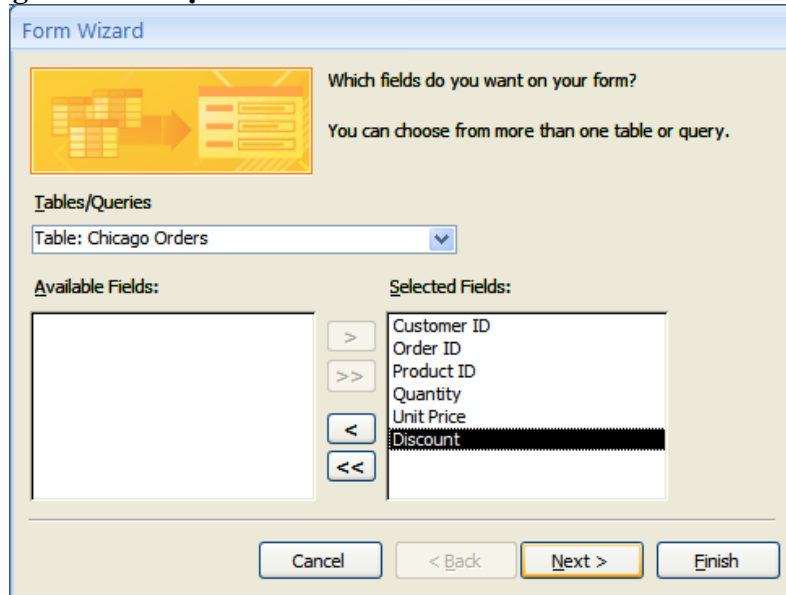 Form Wizard
Which fields do you want on your form?
You can choose from more than one table or query.
Tables/Queries
Table: Chicago Orders
Available Fields:
Selected Fields:
>
>>
<
<<
Customer ID
Order ID
Product ID
Quantity
Unit Price
Discount
Cancel
< Back
Next >
Finish